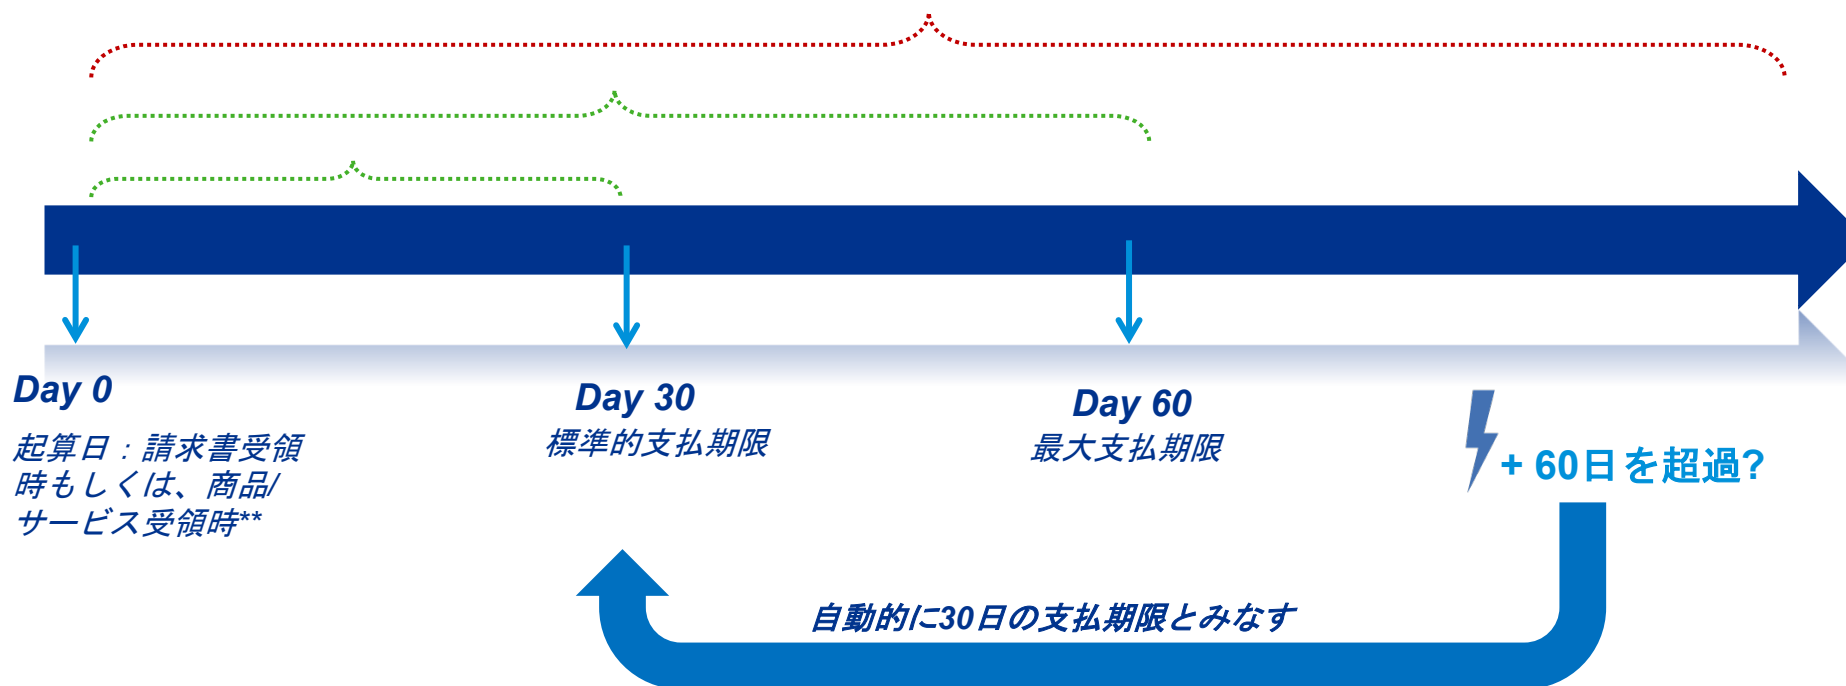 Day 0
起算日：請求書受領
時もしくは、商品/
サービス受領時**
Day 30
標準的支払期限
Day 60
最大支払期限
+ 60日を超過?
自動的に30日の支払期限とみなす